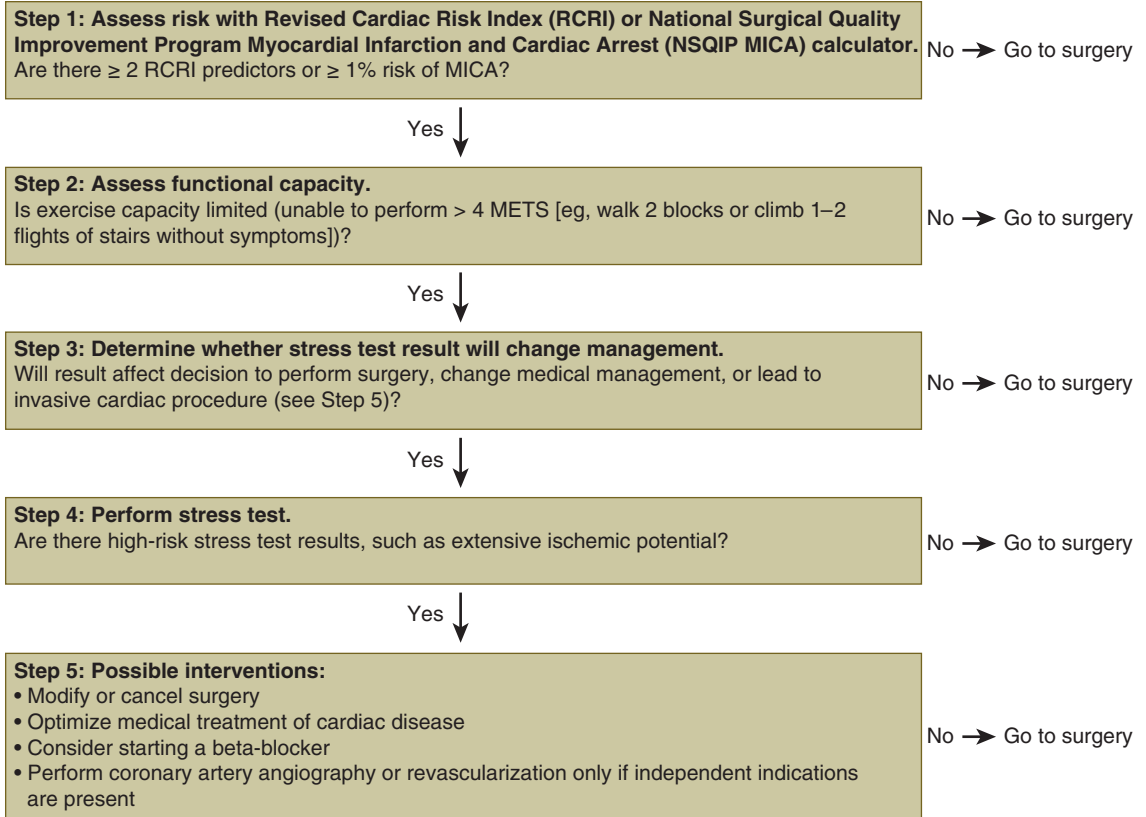 Step 1: Assess risk with Revised Cardiac Risk Index (RCRI) or National Surgical Quality
Improvement Program Myocardial Infarction and Cardiac Arrest (NSQIP MICA) calculator.
Are there ≥ 2 RCRI predictors or ≥ 1% risk of MICA?
No → Go to surgery
Yes
Step 2: Assess functional capacity.
Is exercise capacity limited (unable to perform > 4 METS [eg, walk 2 blocks or climb 1–2
flights of stairs without symptoms])?
No → Go to surgery
Yes
Step 3: Determine whether stress test result will change management.
Will result affect decision to perform surgery, change medical management, or lead to
invasive cardiac procedure (see Step 5)?
No → Go to surgery
Yes
Step 4: Perform stress test.
Are there high-risk stress test results, such as extensive ischemic potential?
No → Go to surgery
Yes
Step 5: Possible interventions:
• Modify or cancel surgery
• Optimize medical treatment of cardiac disease
• Consider starting a beta-blocker
• Perform coronary artery angiography or revascularization only if independent indications
are present
No → Go to surgery